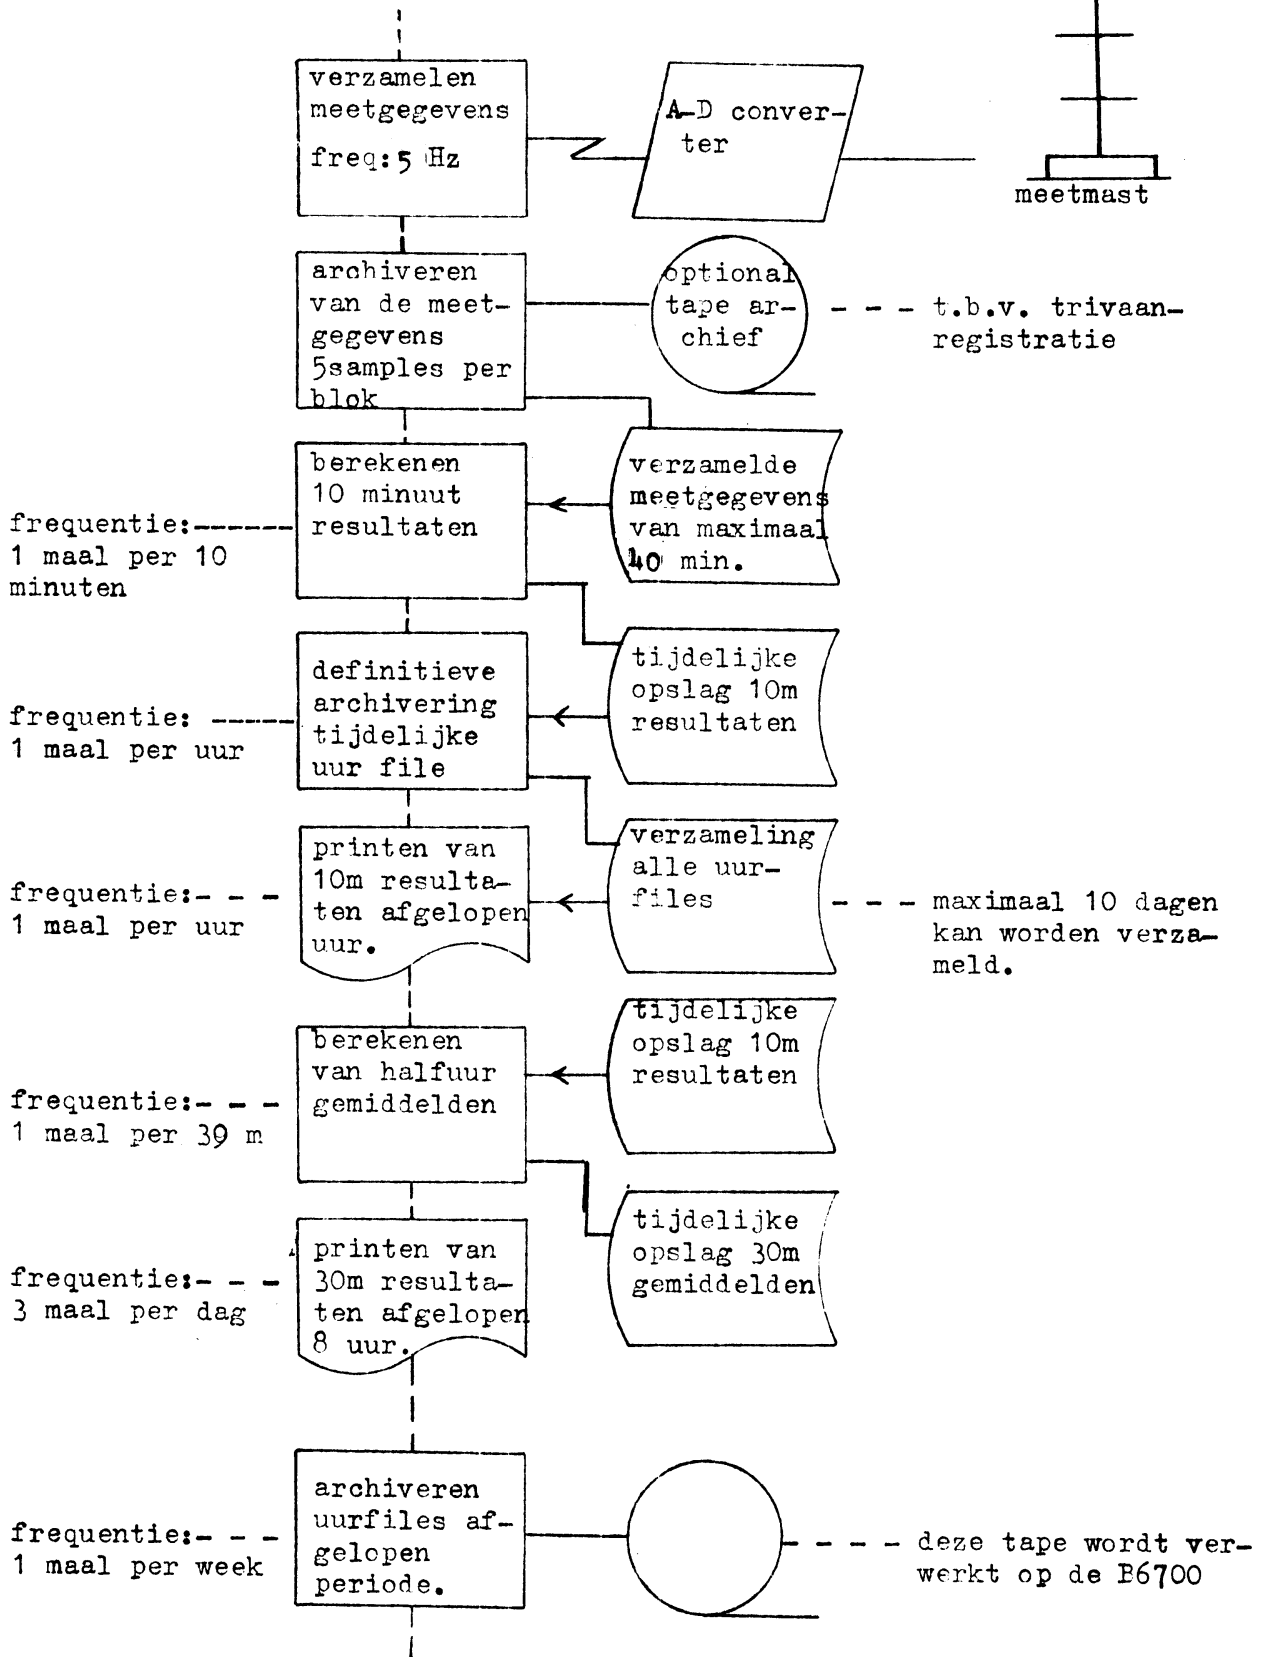 verzamelen
meetgegevens
freq: 5 Hz
A-D conver-
ter
meetmast
archiveren
van de meet-
gegevens
5samples per
blok
optional
tape ar-
chief
t.b.v. trivaan-
registratie
berekenen
10 minuut
resultaten
frequentie:
1 maal per 10
minuten
verzamelde
meetgegevens
van maximaal
40 min.
definitieve
archivering
tijdelijke
uur file
frequentie:
1 maal per uur
tijdelijke
opslag 10m
resultaten
printen van
10m resulta-
ten afgelopen
uur.
frequentie:
1 maal per uur
verzameling
alle uur-
files
maximaal 10 dagen
kan worden verza-
meld.
berekenen
van halfuur
gemiddelden
frequentie:
1 maal per 39 m
tijdelijke
opslag 10m
resultaten
printen van
30m resulta-
ten afgelopen
8 uur.
frequentie:
3 maal per dag
tijdelijke
opslag 30m
gemiddelden
archiveren
uurfiles af-
gelopen
periode.
frequentie:
1 maal per week
deze tape wordt ver-
werkt op de B6700